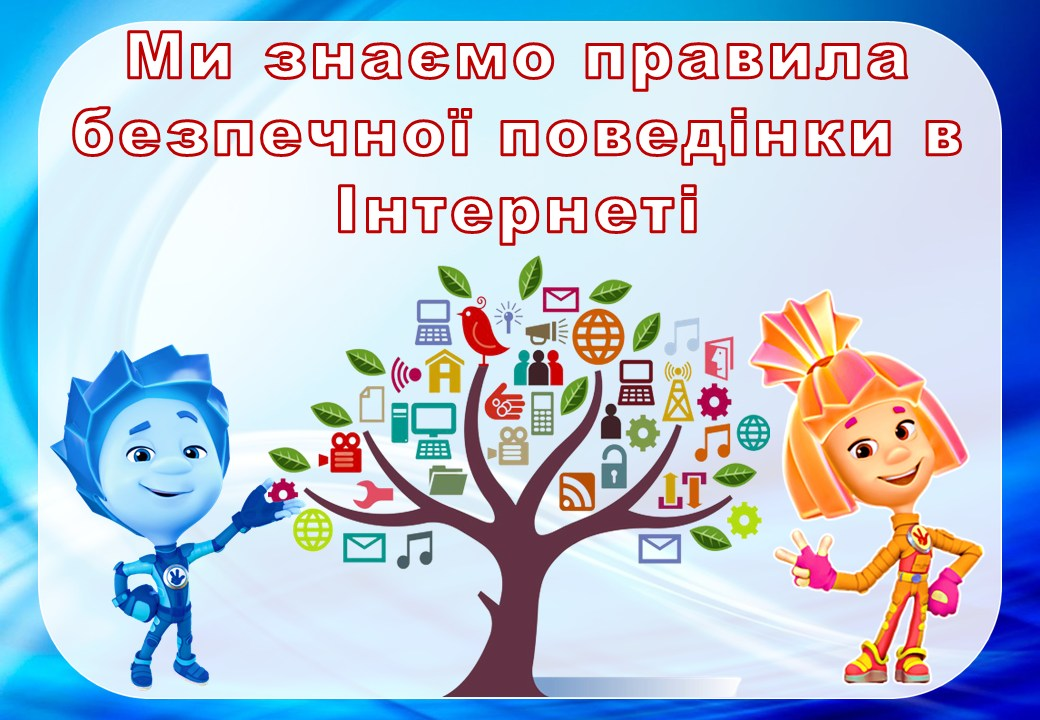 Ми знаємо правила
безпечної поведінки в
Інтернеті